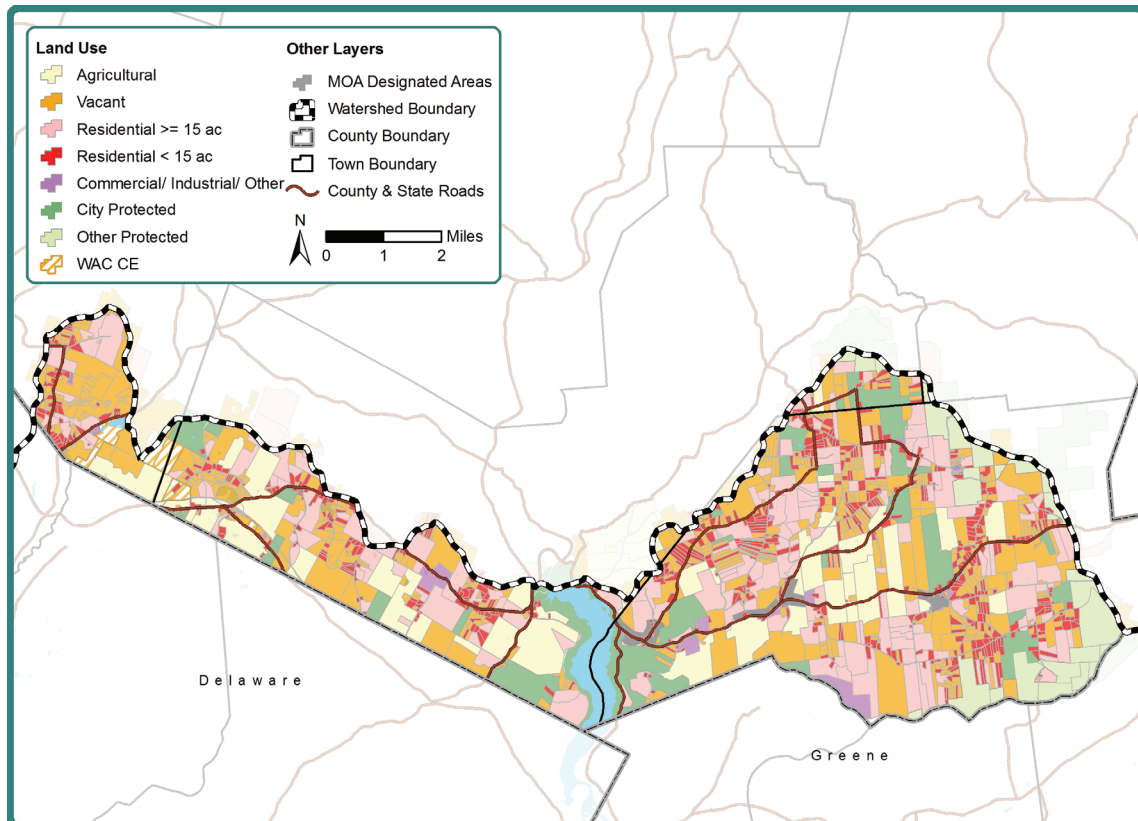 Land Use
Agricultural
Vacant
Residential >= 15 ac
Residential < 15 ac
Commercial/ Industrial/ Other
City Protected
Other Protected
WAC CE
Other Layers
MOA Designated Areas
Watershed Boundary
County Boundary
Town Boundary
County & State Roads
N
Miles
0 1 2
Delaware
Greene